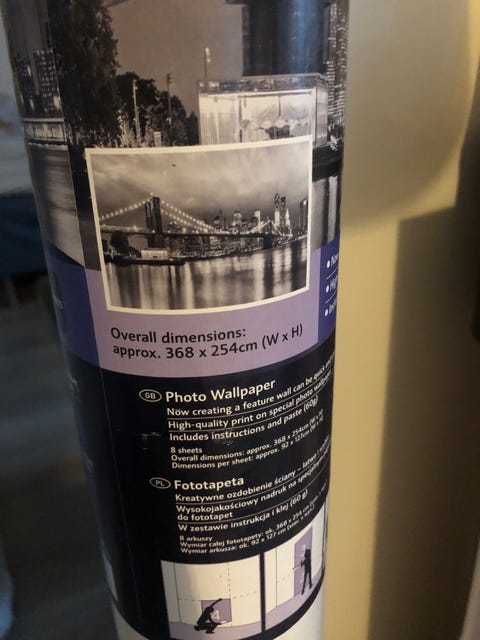 Overall dimensions:
approx. 368 x 254cm (W x H)
GB Photo Wallpaper
Now creating a feature wall can be quick
High-quality print on special photo wallpaper
Includes instructions and paste (60g)
8 sheets
Overall dimensions: approx. 368 x 254cm (W x H)
Dimensions per sheet: approx. 92 x 127cm (W x H)
PL Fototapeta
Kreatywne ozdobienie ściany – łatwo i
Wysokojakościowy nadruk na specjalnym
do fototapet
W zestawie instrukcja i klej (60 g)
8 arkuszy
Wymiar całej fototapety: ok. 368 x 254 cm
Wymiar arkusza: ok. 92 x 127 cm